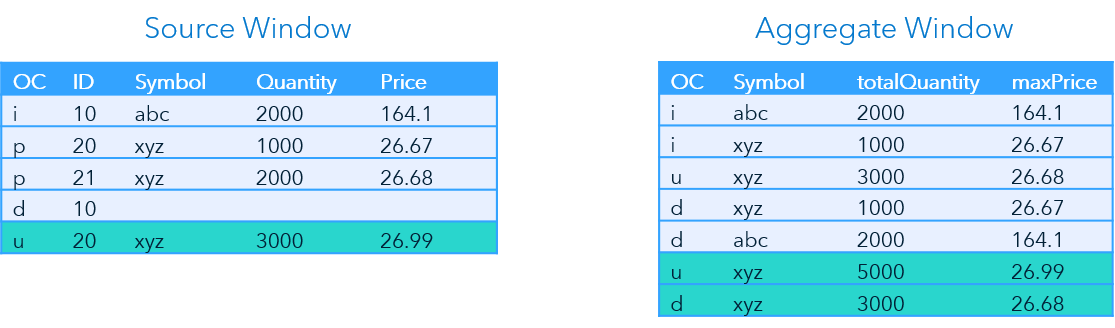 Source Window
OC ID Symbol Quantity Price
i 10 abc 2000 164.1
p 20 xyz 1000 26.67
p 21 xyz 2000 26.68
d 10
u 20 xyz 3000 26.99
Aggregate Window
OC Symbol totalQuantity maxPrice
i abc 2000 164.1
i xyz 1000 26.67
u xyz 3000 26.68
d xyz 1000 26.67
d abc 2000 164.1
u xyz 5000 26.99
d xyz 3000 26.68